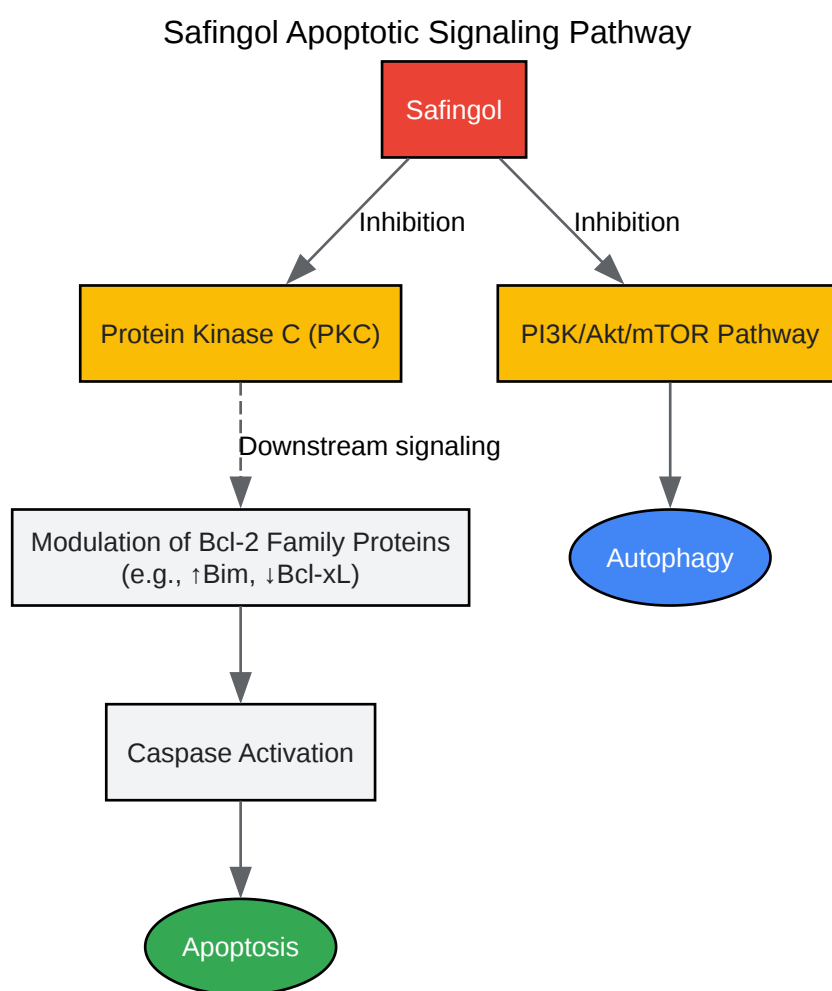 Safingol Apoptotic Signaling Pathway
Safingol
Inhibition
Inhibition
Protein Kinase C (PKC)
PI3K/Akt/mTOR Pathway
Downstream signaling
Modulation of Bcl-2 Family Proteins
(e.g., ↑Bim, ↓Bcl-xL)
Autophagy
Caspase Activation
Apoptosis